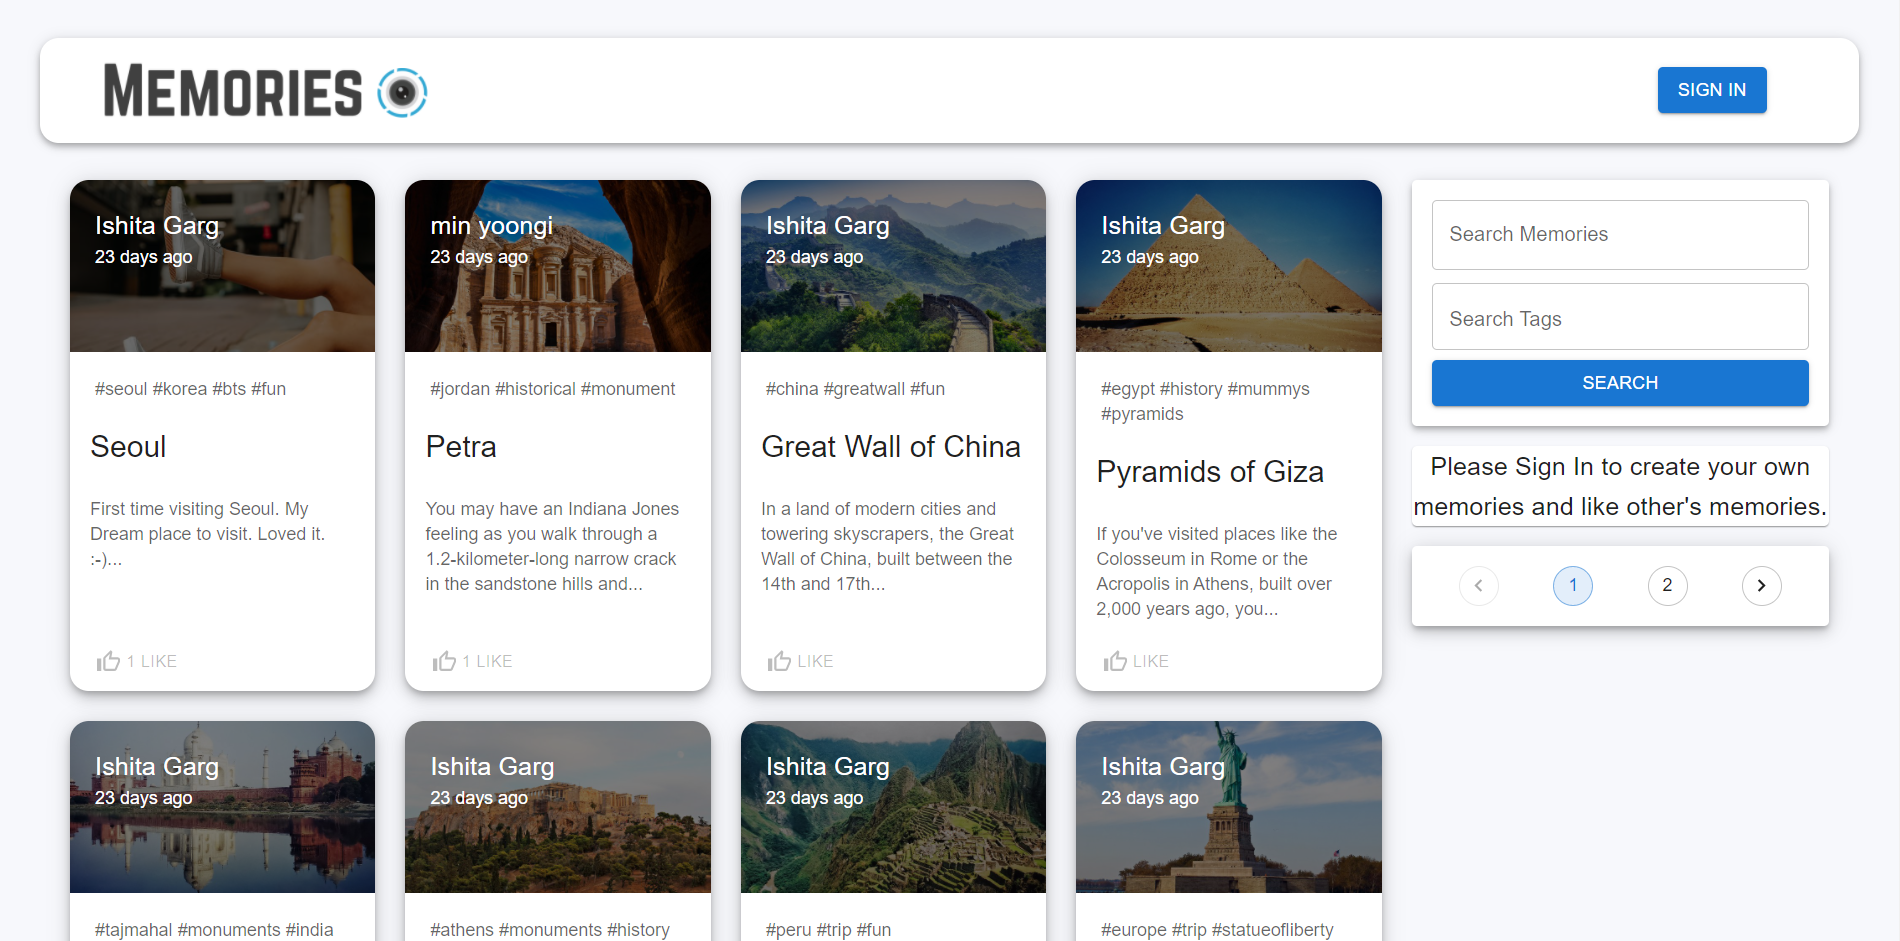 MEMORIES
SIGN IN
Ishita Garg
23 days ago
#seoul #korea #bts #fun
Seoul
First time visiting Seoul. My
Dream place to visit. Loved it.
:-)...
1 LIKE
min yoongi
23 days ago
#jordan #historical #monument
Petra
You may have an Indiana Jones
feeling as you walk through a
1.2-kilometer-long narrow crack
in the sandstone hills and...
1 LIKE
Ishita Garg
23 days ago
#china #greatwall #fun
Great Wall of China
In a land of modern cities and
towering skyscrapers, the Great
Wall of China, built between the
14th and 17th...
LIKE
Ishita Garg
23 days ago
#egypt #history #mummys
#pyramids
Pyramids of Giza
If you've visited places like the
Colosseum in Rome or the
Acropolis in Athens, built over
2,000 years ago, you...
LIKE
Search Memories
Search Tags
SEARCH
Please Sign In to create your own
memories and like other's memories.
1 2
Ishita Garg
23 days ago
#tajmahal #monuments #india
Ishita Garg
23 days ago
#athens #monuments #history
Ishita Garg
23 days ago
#peru #trip #fun
Ishita Garg
23 days ago
#europe #trip #statueofliberty